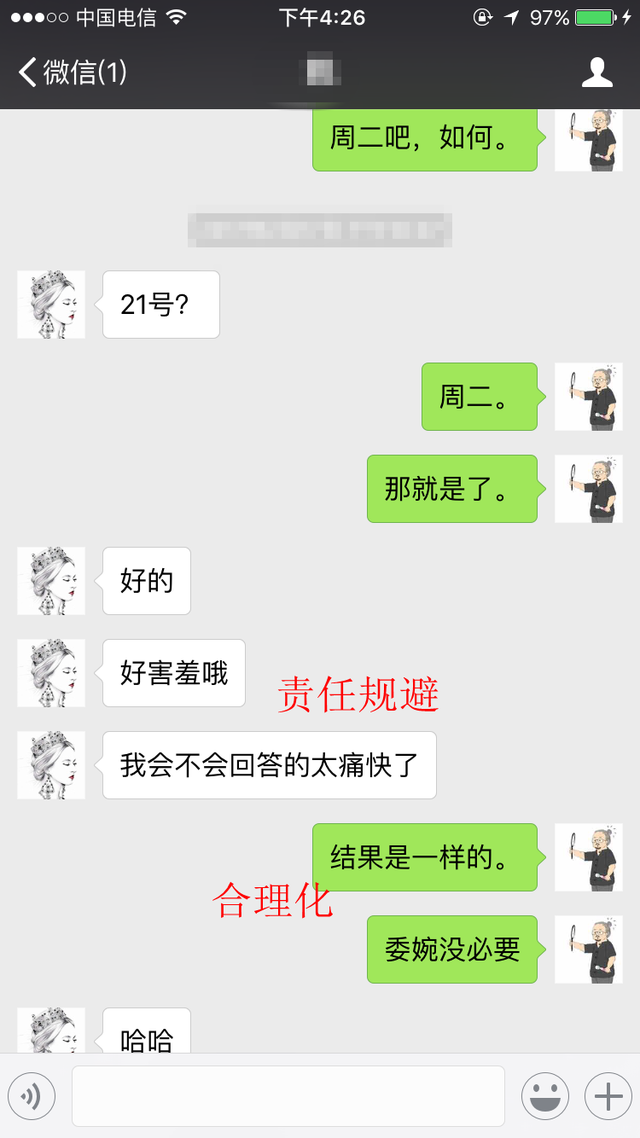 中国电信 下午4:26 97%
微信(1)
周二吧，如何。
21号?
周二。
那就是了。
好的
好害羞哦
责任规避
我会不会回答的太痛快了
结果是一样的。
合理化
委婉没必要
哈哈